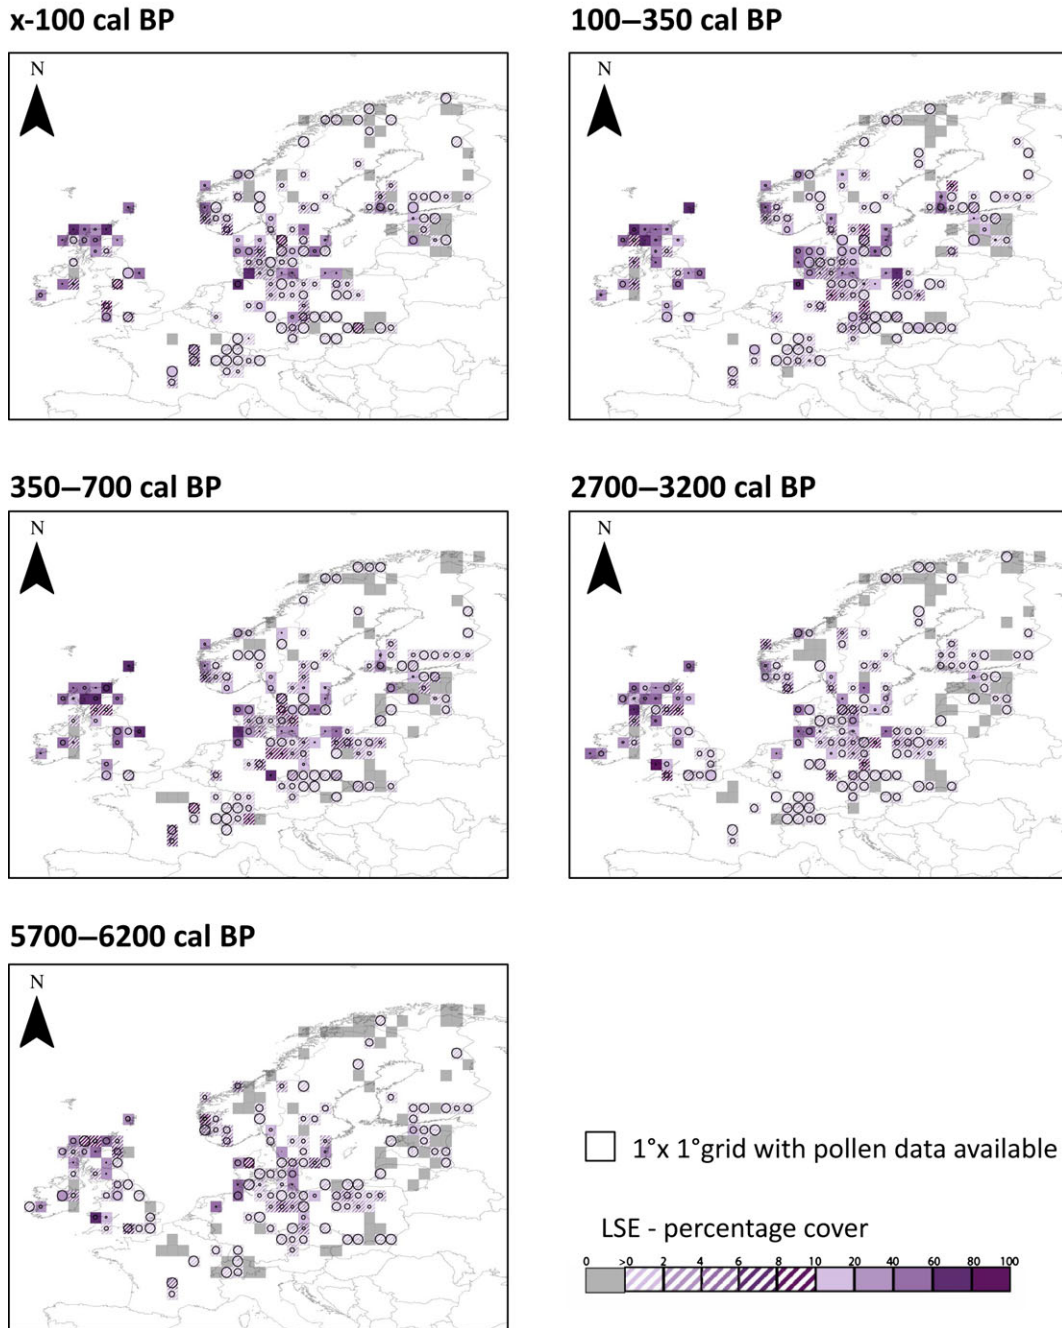 x-100 cal BP
100–350 cal BP
N
N
350–700 cal BP
2700–3200 cal BP
N
N
5700–6200 cal BP
N
1°x 1°grid with pollen data available
LSE - percentage cover
0 >0 2 4 6 8 10 20 40 60 80 100